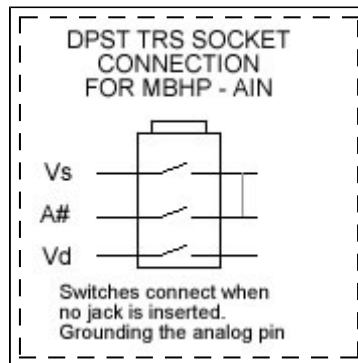 DPST TRS SOCKET
CONNECTION
FOR MBHP - AIN
Vs
A#
Vd
Switches connect when
no jack is inserted.
Grounding the analog pin